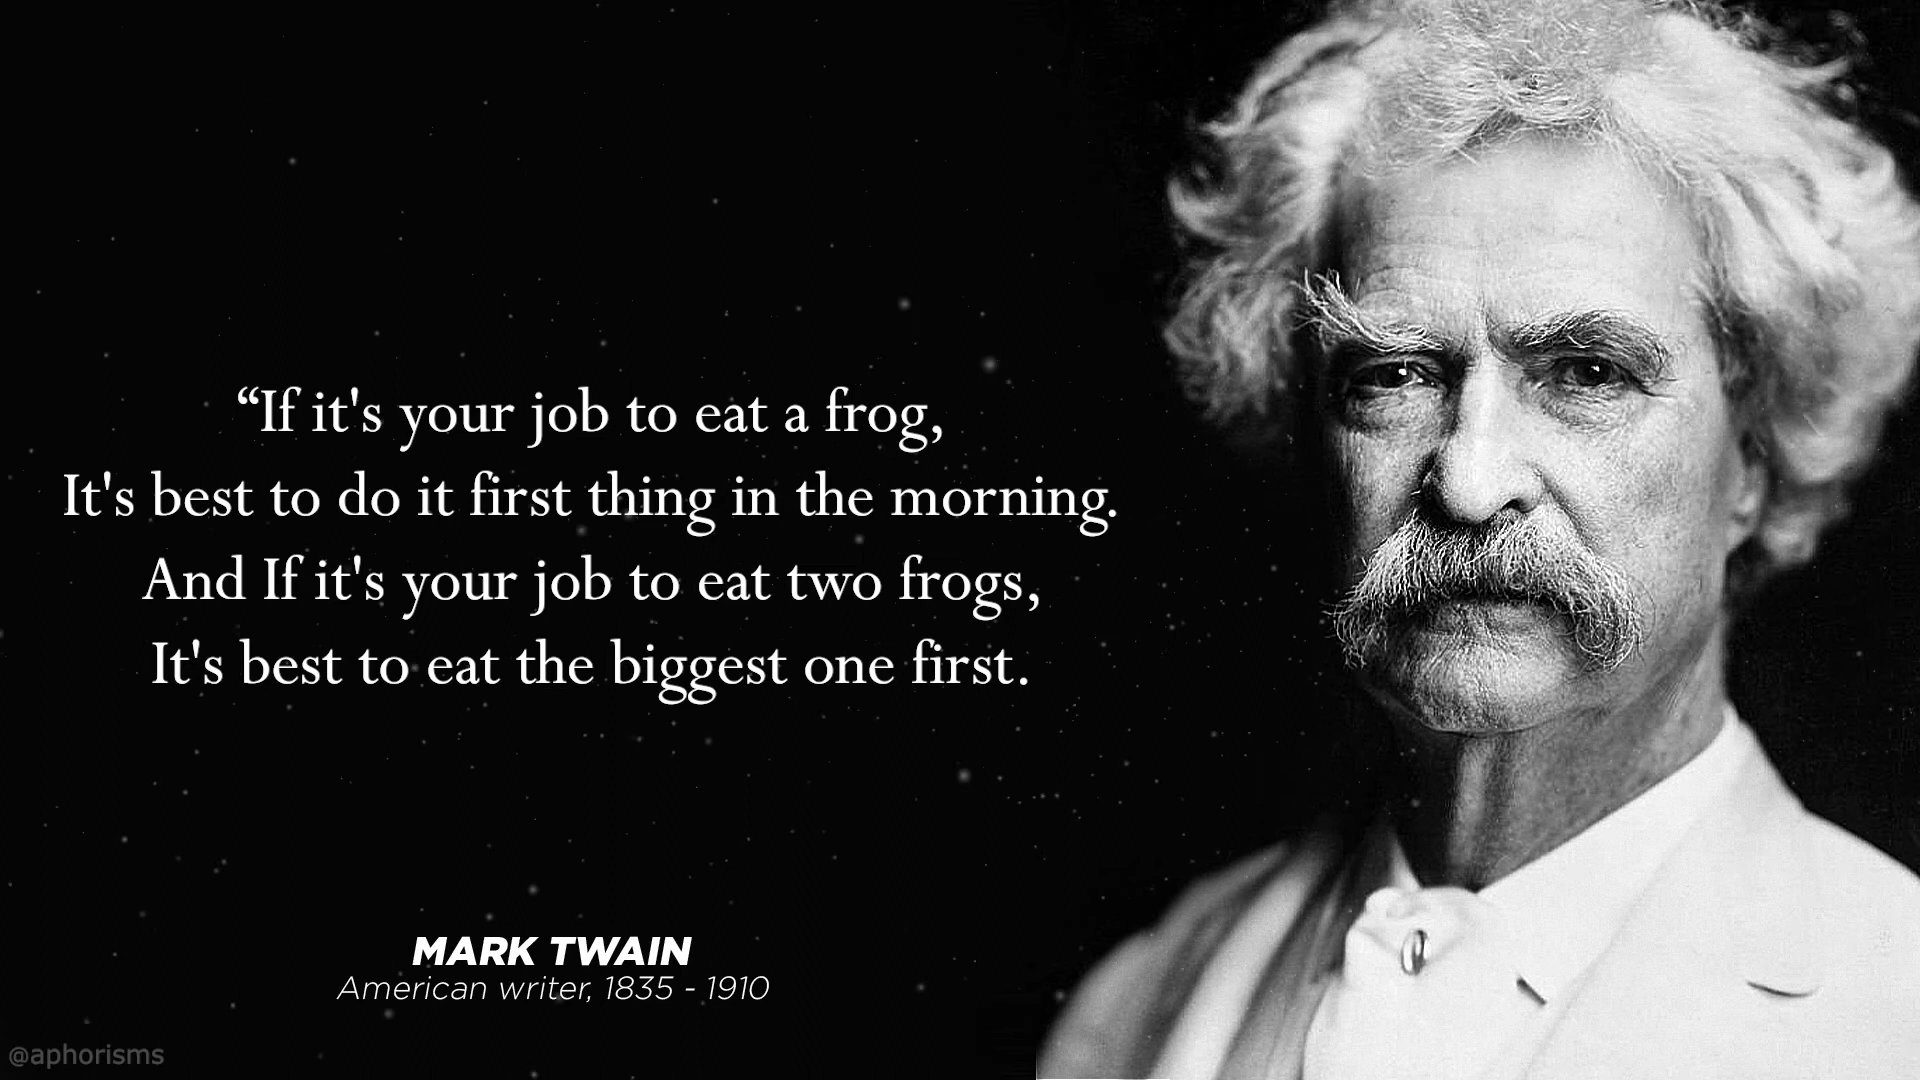 “If it's your job to eat a frog,
It's best to do it first thing in the morning.
And If it's your job to eat two frogs,
It's best to eat the biggest one first.
MARK TWAIN
American writer, 1835 - 1910
@aphorisms